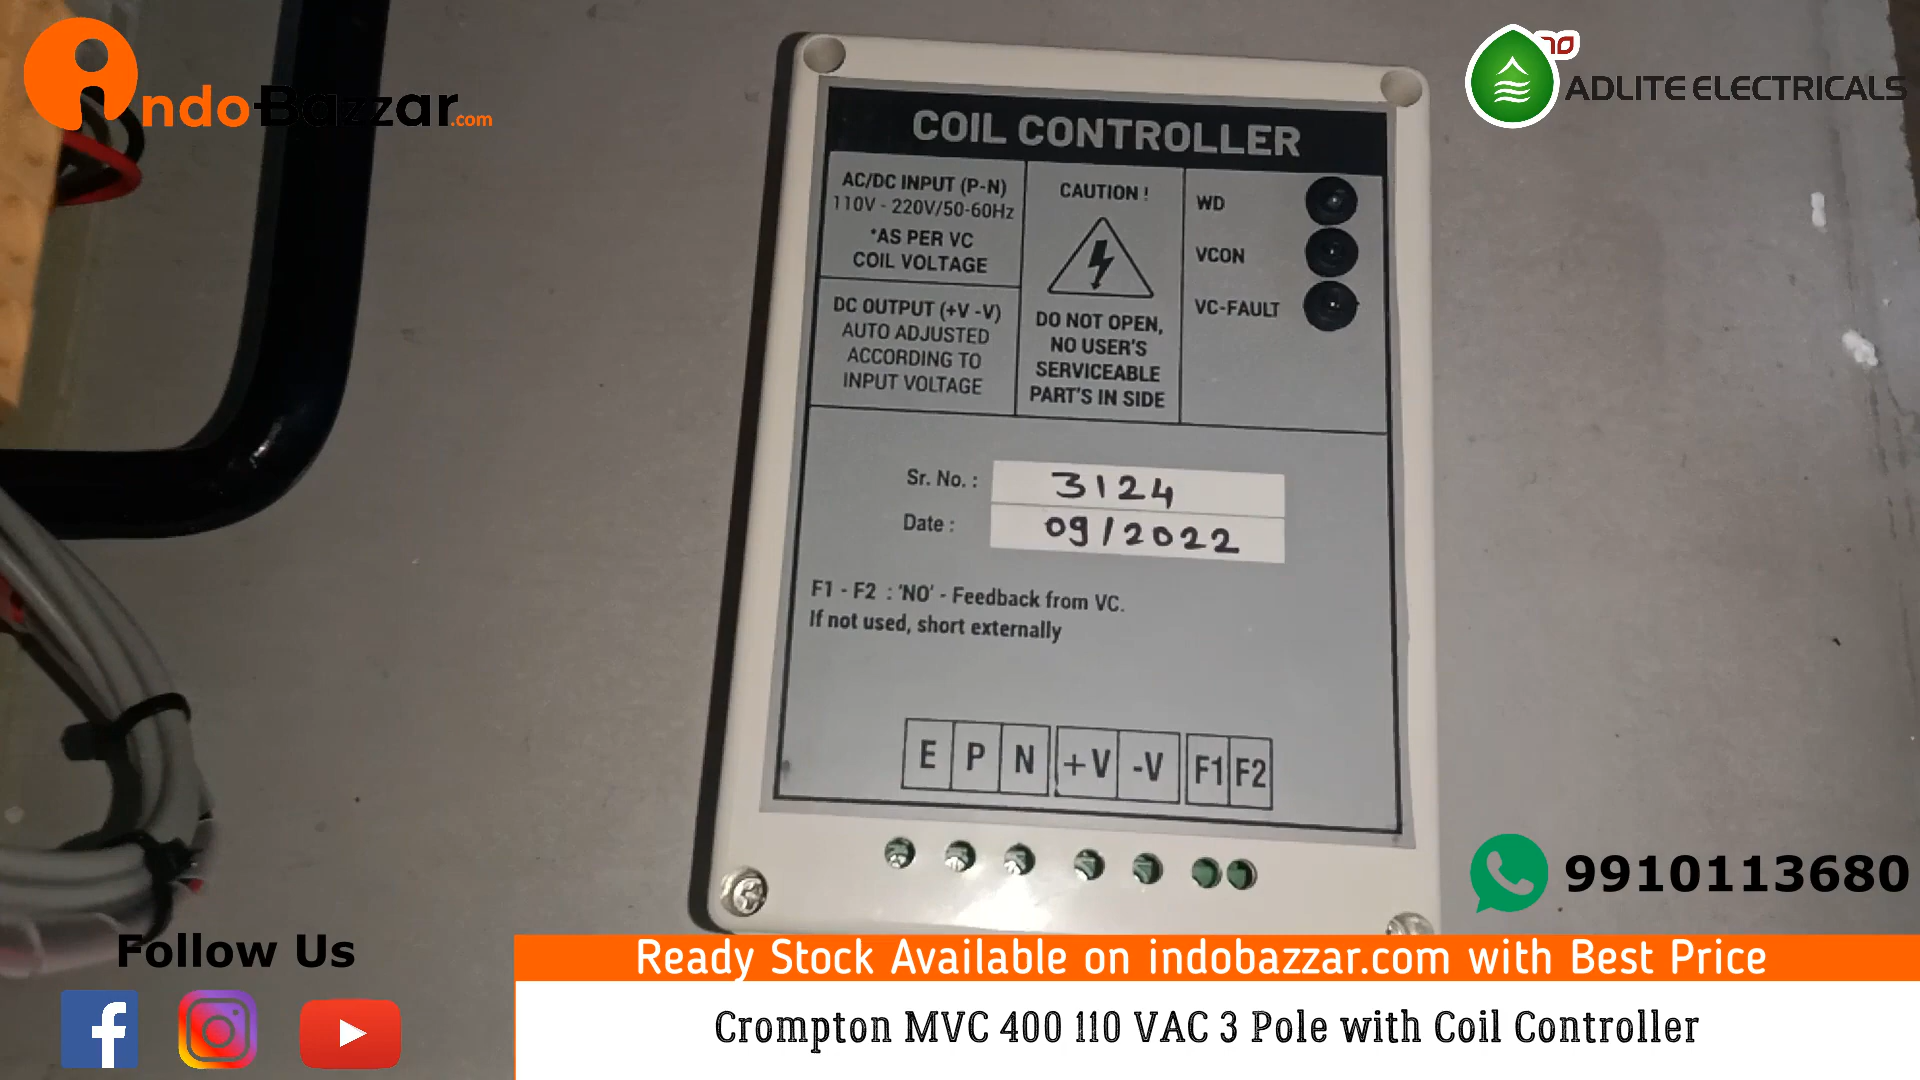 indoBazzar.com
ADLITE ELECTRICALS
COIL CONTROLLER
AC/DC INPUT (P-N)
110V - 220V/50-60Hz
*AS PER VC
COIL VOLTAGE
DC OUTPUT (+V -V)
AUTO ADJUSTED
ACCORDING TO
INPUT VOLTAGE
CAUTION !
DO NOT OPEN,
NO USER'S
SERVICEABLE
PART'S IN SIDE
WD
VCON
VC-FAULT
Sr. No. : 3124
Date : 09/2022
F1 - F2 : 'NO' - Feedback from VC.
If not used, short externally
E P N +V -V F1 F2
9910113680
Follow Us
Ready Stock Available on indobazzar.com with Best Price
Crompton MVC 400 110 VAC 3 Pole with Coil Controller